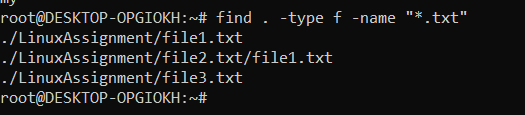 root@DESKTOP-OPGIOKH:~# find . -type f -name "*.txt"
./LinuxAssignment/file1.txt
./LinuxAssignment/file2.txt/file1.txt
./LinuxAssignment/file3.txt
root@DESKTOP-OPGIOKH:~#